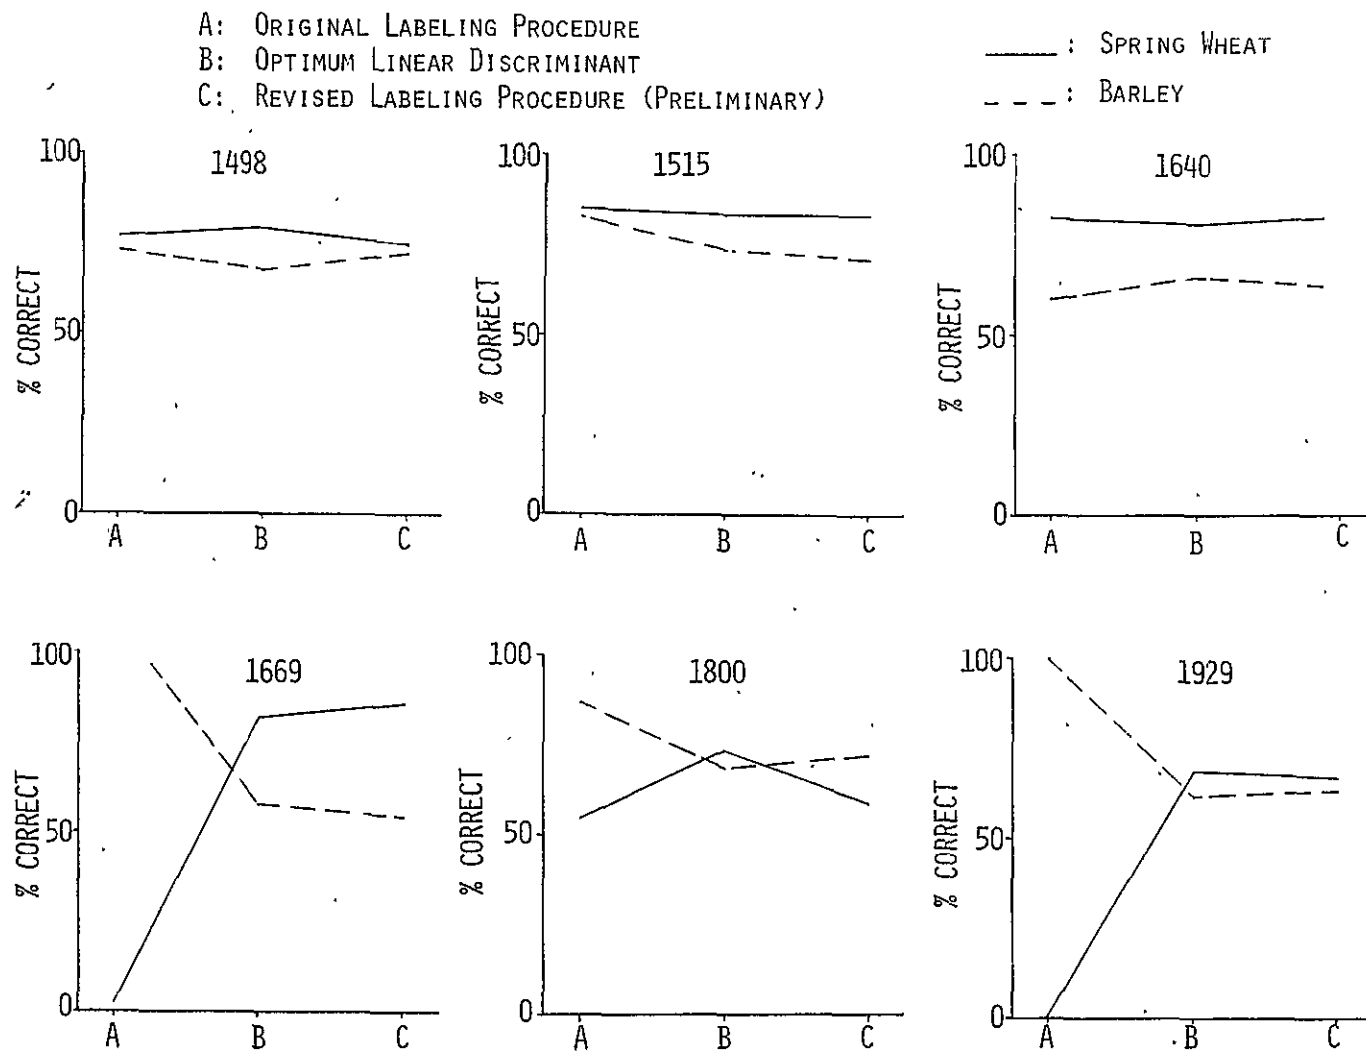 A: ORIGINAL LABELING PROCEDURE
B: OPTIMUM LINEAR DISCRIMINANT
C: REVISED LABELING PROCEDURE (PRELIMINARY)
: SPRING WHEAT
: BARLEY
1498
100
50
0
% CORRECT
A B C
1515
100
50
0
% CORRECT
A B C
1640
100
50
0
% CORRECT
A B C
1669
100
50
0
% CORRECT
A B C
1800
100
50
0
% CORRECT
A B C
1929
100
50
0
% CORRECT
A B C